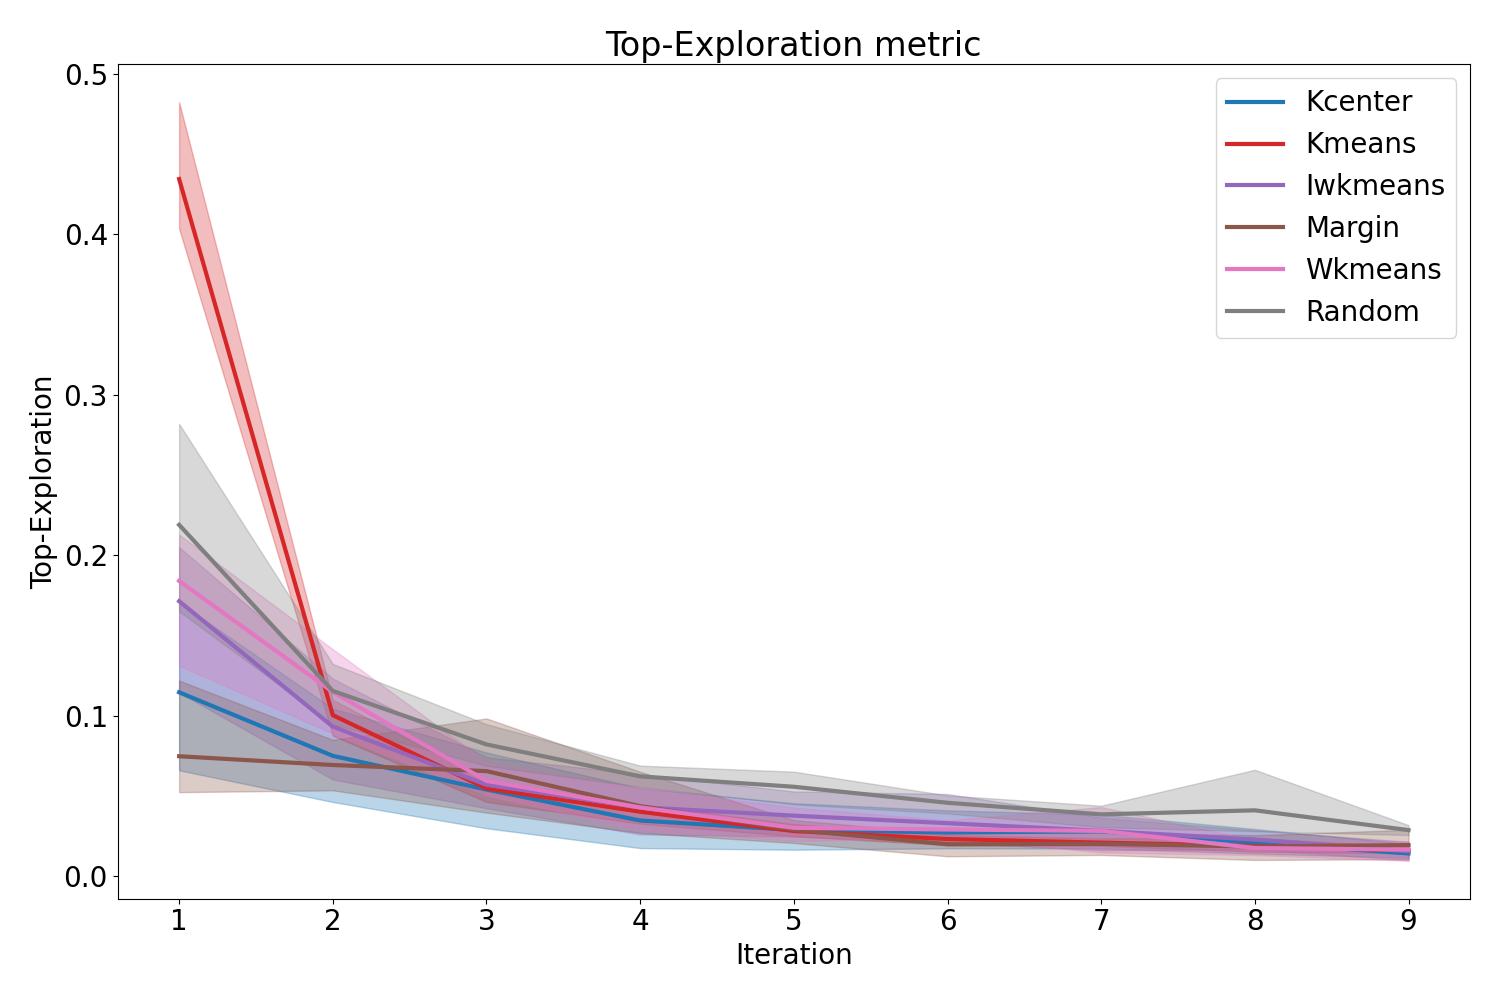 Top-Exploration metric
Top-Exploration
0.5
0.4
0.3
0.2
0.1
0.0
Kcenter
Kmeans
Iwkmeans
Margin
Wkmeans
Random
1 2 3 4 5 6 7 8 9
Iteration